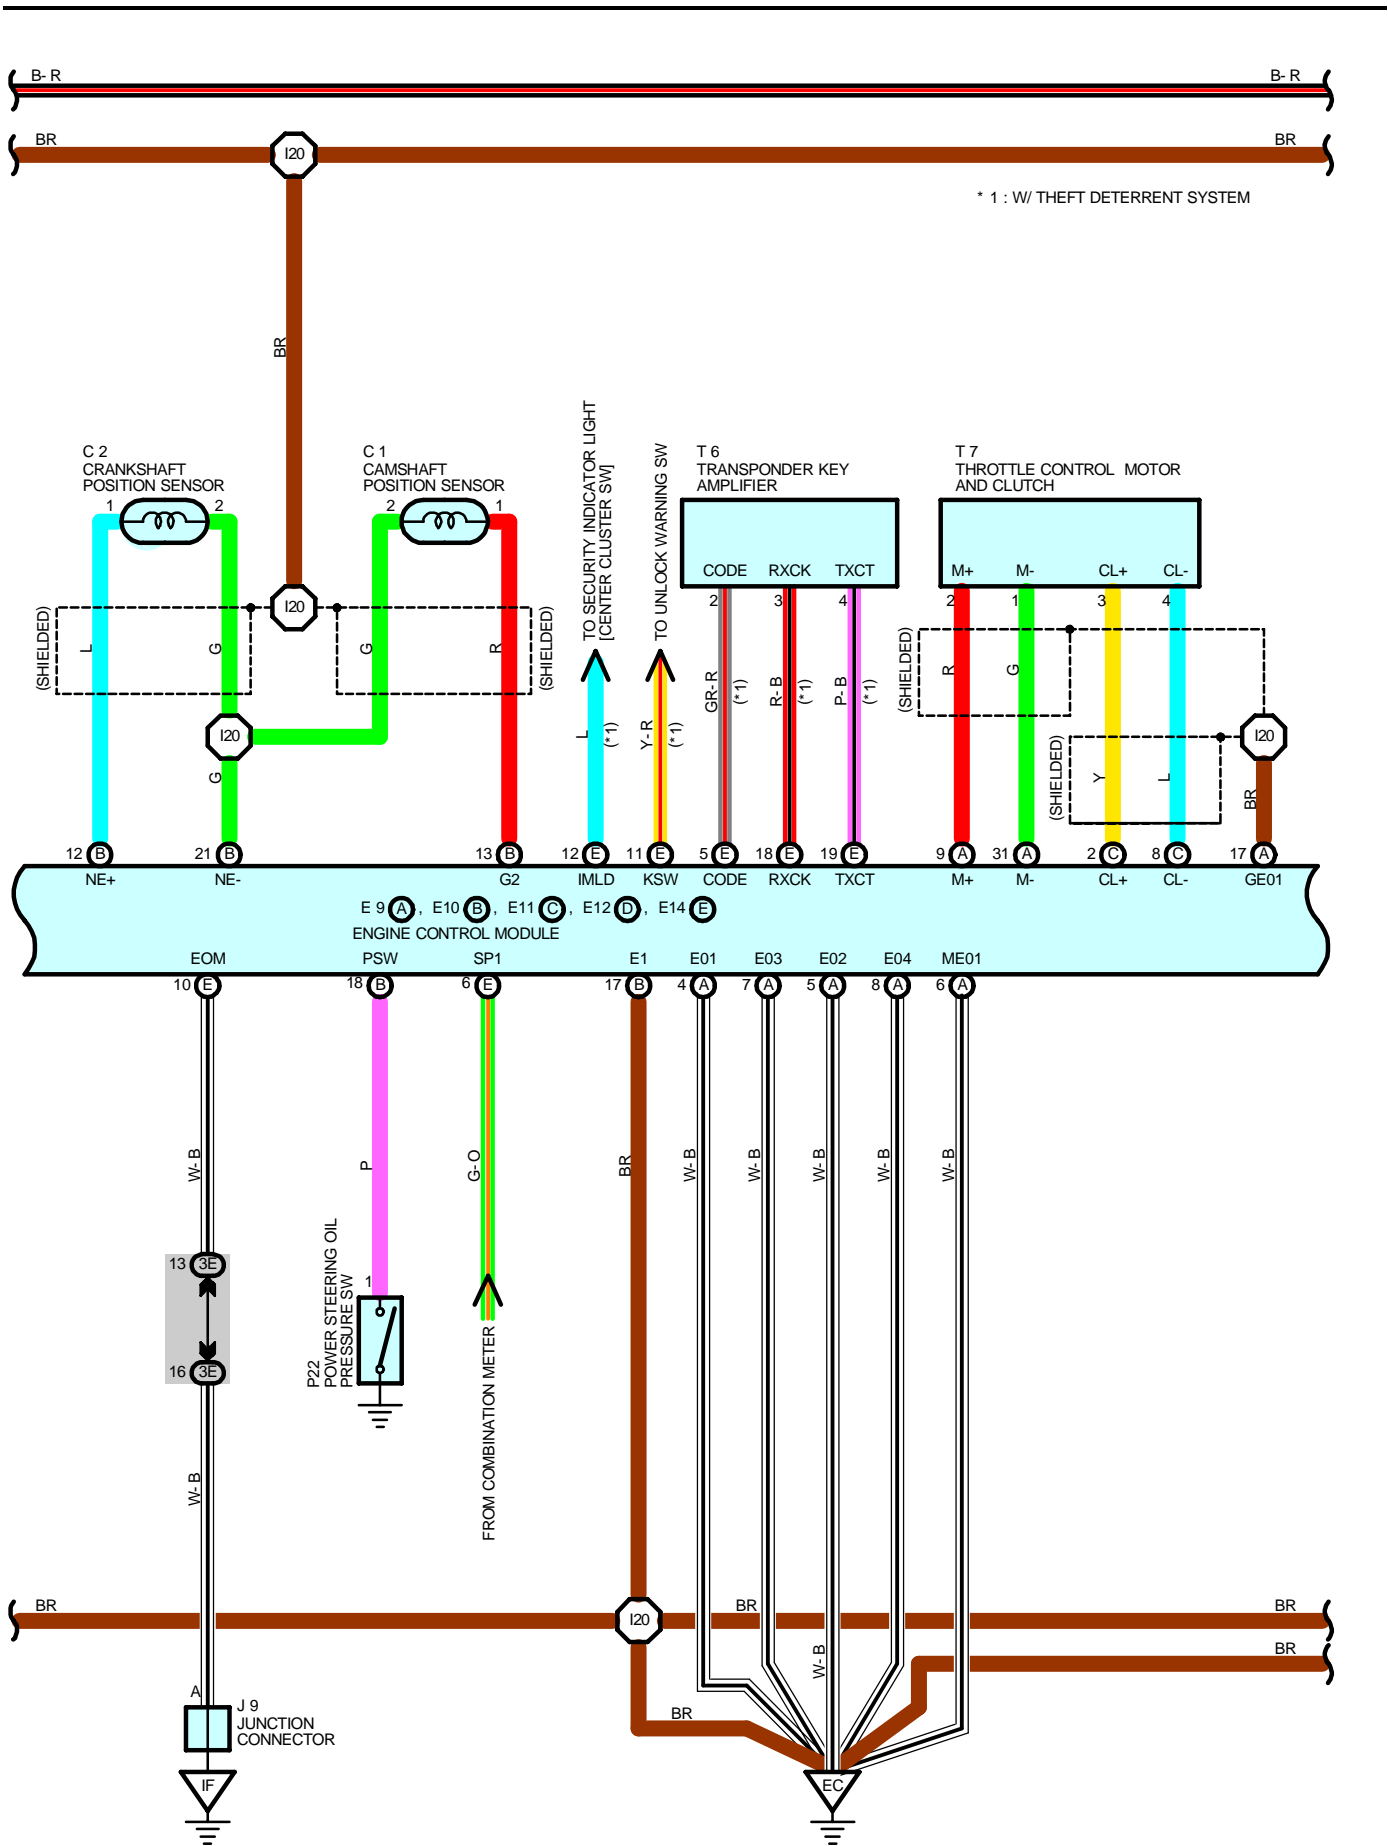 B- R
B- R
BR
I20
BR
* 1 : W/ THEFT DETERRENT SYSTEM
BR
C 2
CRANKSHAFT
POSITION SENSOR
1
2
C 1
CAMSHAFT
POSITION SENSOR
2
1
TO SECURITY INDICATOR LIGHT
[CENTER CLUSTER SW]
TO UNLOCK WARNING SW
T 6
TRANSPONDER KEY
AMPLIFIER
CODE
RXCK
TXCT
2
3
4
T 7
THROTTLE CONTROL MOTOR
AND CLUTCH
M+
M-
CL+
CL-
2
1
3
4
I20
(SHIELDED)
L
G
G
R
(SHIELDED)
L
(*1)
Y- R
(*1)
GR- R
(*1)
R- B
(*1)
P- B
(*1)
(SHIELDED)
R
G
I20
G
(SHIELDED)
Y
L
I20
BR
12 B
21 B
13 B
12 E
11 E
5 E
18 E
19 E
9 A
31 A
2 C
8 C
17 A
NE+
NE-
G2
IMLD
KSW
CODE
RXCK
TXCT
M+
M-
CL+
CL-
GE01
E 9 A , E10 B , E11 C , E12 D , E14 E
ENGINE CONTROL MODULE
EOM
PSW
SP1
E1
E01
E03
E02
E04
ME01
10 E
18 B
6 E
17 B
4 A
7 A
5 A
8 A
6 A
W- B
P
G- O
BR
W- B
W- B
W- B
W- B
W- B
13 3E
16 3E
1
P22
POWER STEERING OIL
PRESSURE SW
FROM COMBINATION METER
W- B
BR
I20
BR
BR
BR
W- B
BR
A
J 9
JUNCTION
CONNECTOR
IF
EC